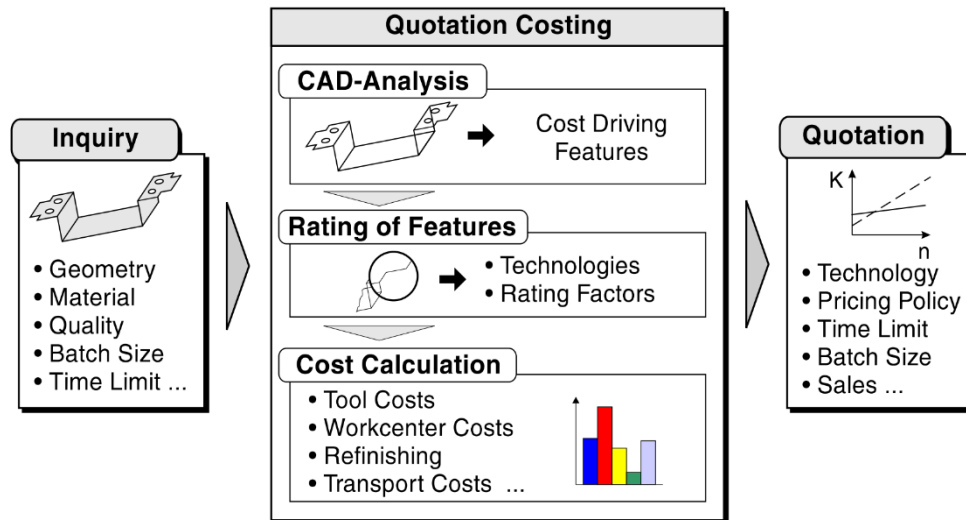 Quotation Costing
Inquiry
• Geometry
• Material
• Quality
• Batch Size
• Time Limit ...
CAD-Analysis
Cost Driving
Features
Rating of Features
• Technologies
• Rating Factors
Cost Calculation
• Tool Costs
• Workcenter Costs
• Refinishing
• Transport Costs ...
Quotation
K
n
• Technology
• Pricing Policy
• Time Limit
• Batch Size
• Sales ...